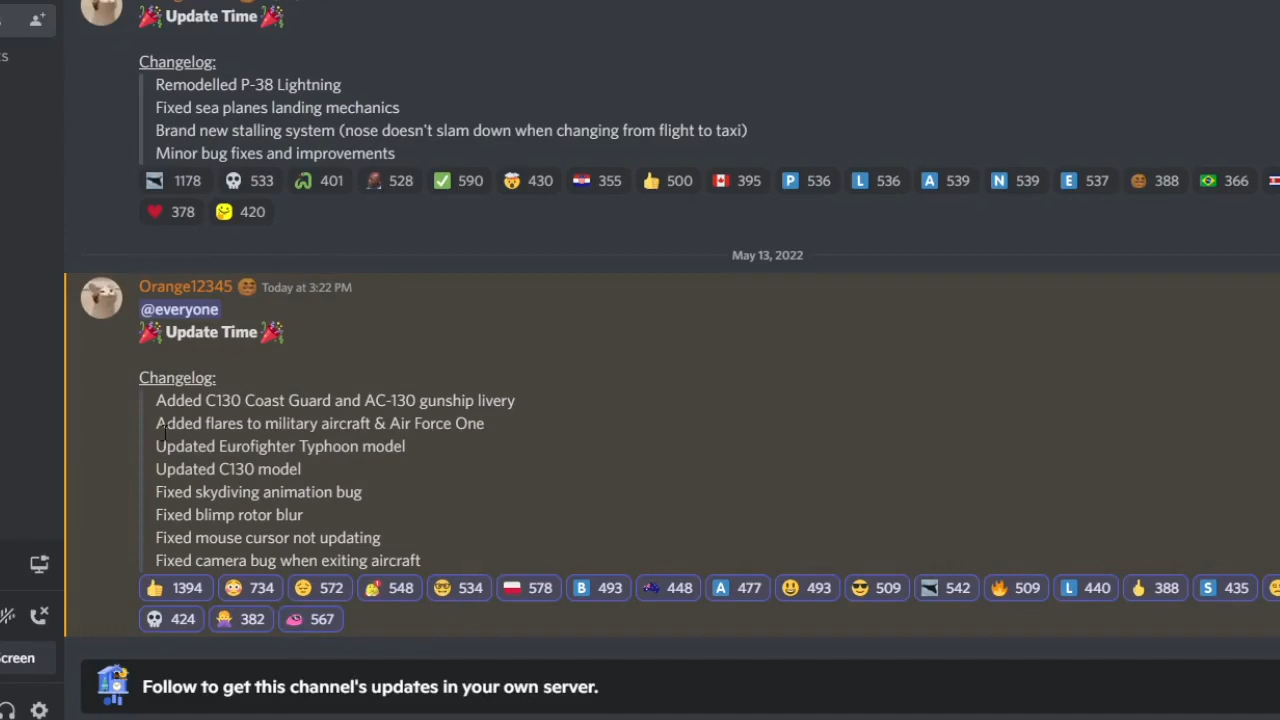 Update Time
Changelog:
Remodelled P-38 Lightning
Fixed sea planes landing mechanics
Brand new stalling system (nose doesn't slam down when changing from flight to taxi)
Minor bug fixes and improvements
1178 533 401 528 590 430 355 500 395 P 536 L 536 A 539 N 539 E 537 388 366
378 420
May 13, 2022
Orange12345 Today at 3:22 PM
@everyone
Update Time
Changelog:
Added C130 Coast Guard and AC-130 gunship livery
Added flares to military aircraft & Air Force One
Updated Eurofighter Typhoon model
Updated C130 model
Fixed skydiving animation bug
Fixed blimp rotor blur
Fixed mouse cursor not updating
Fixed camera bug when exiting aircraft
1394 734 572 548 534 578 B 493 448 A 477 493 509 542 509 L 440 388 S 435
424 382 567
creen
Follow to get this channel's updates in your own server.